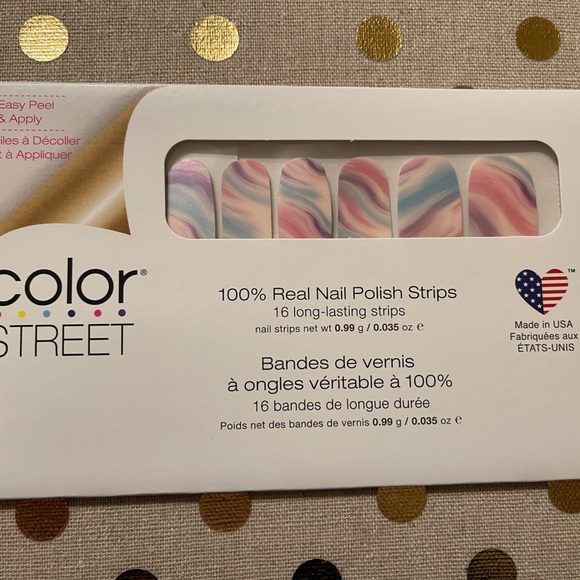 Easy Peel
& Apply
à Décoller
à Appliquer
color®
STREET
100% Real Nail Polish Strips
16 long-lasting strips
nail strips net wt 0.99 g / 0.035 oz ℮
Bandes de vernis
à ongles véritable à 100%
16 bandes de longue durée
Poids net des bandes de vernis 0.99 g / 0.035 oz ℮
™
Made in USA
Fabriquées aux
ÉTATS-UNIS